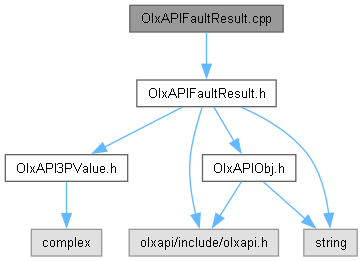 OlxAPIFaultResult.cpp
OlxAPIFaultResult.h
OlxAPI3PValue.h
OlxAPIObj.h
complex
olxapi/include/olxapi.h
string